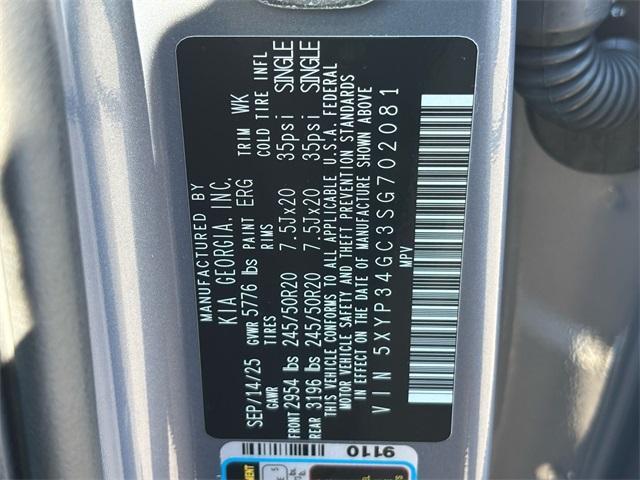 MANUFACTURED BY
KIA GEORGIA, INC.
SEP/14/25 GVWR 5776 lbs PAINT ERG TRIM WK
GAWR TIRES RIMS COLD TIRE INFL
FRONT 2954 lbs 245/50R20 7.5Jx20 35psi SINGLE
REAR 3196 lbs 245/50R20 7.5Jx20 35psi SINGLE
THIS VEHICLE CONFORMS TO ALL APPLICABLE U.S.A. FEDERAL
MOTOR VEHICLE SAFETY, BUMPER, AND THEFT PREVENTION STANDARDS
IN EFFECT ON THE DATE OF MANUFACTURE SHOWN ABOVE
VIN 5XYP34GC3SG702081
MPV
9110